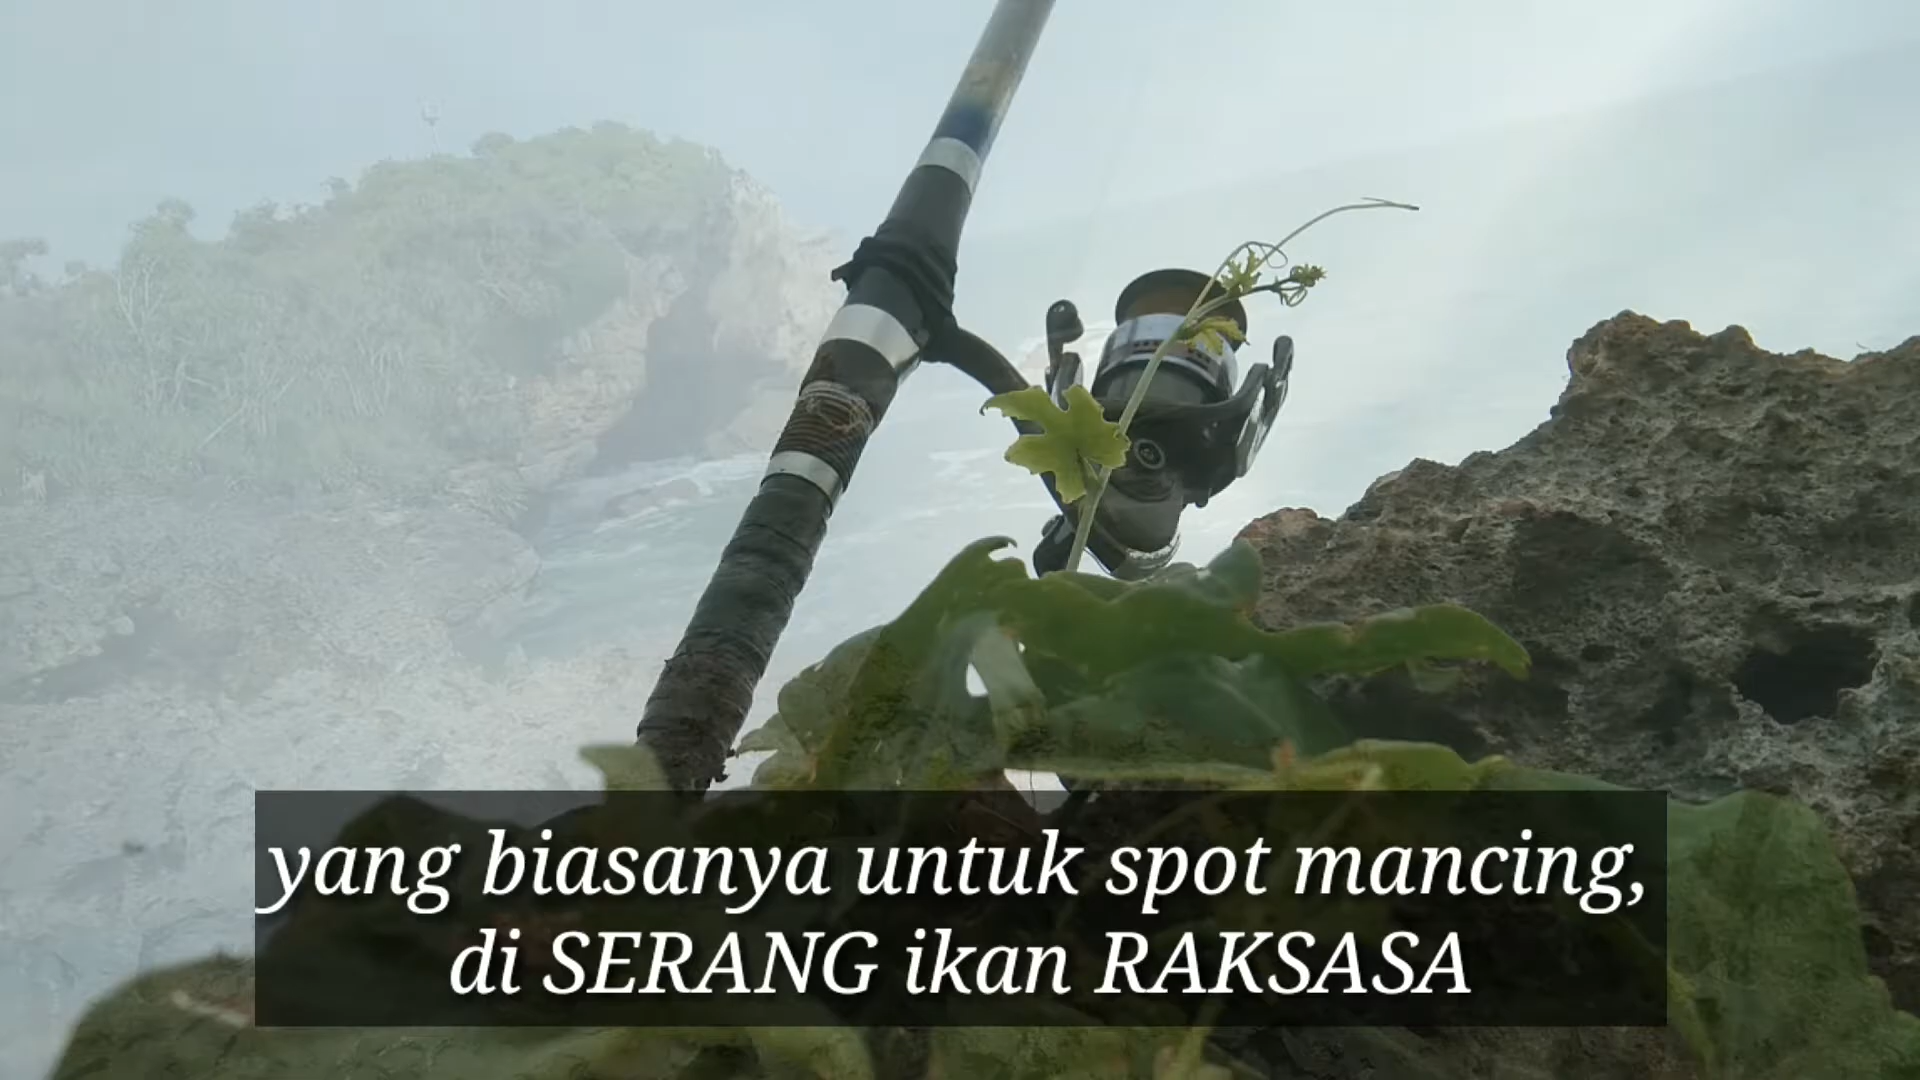 yang biasanya untuk spot mancing,
di SERANG ikan RAKSASA